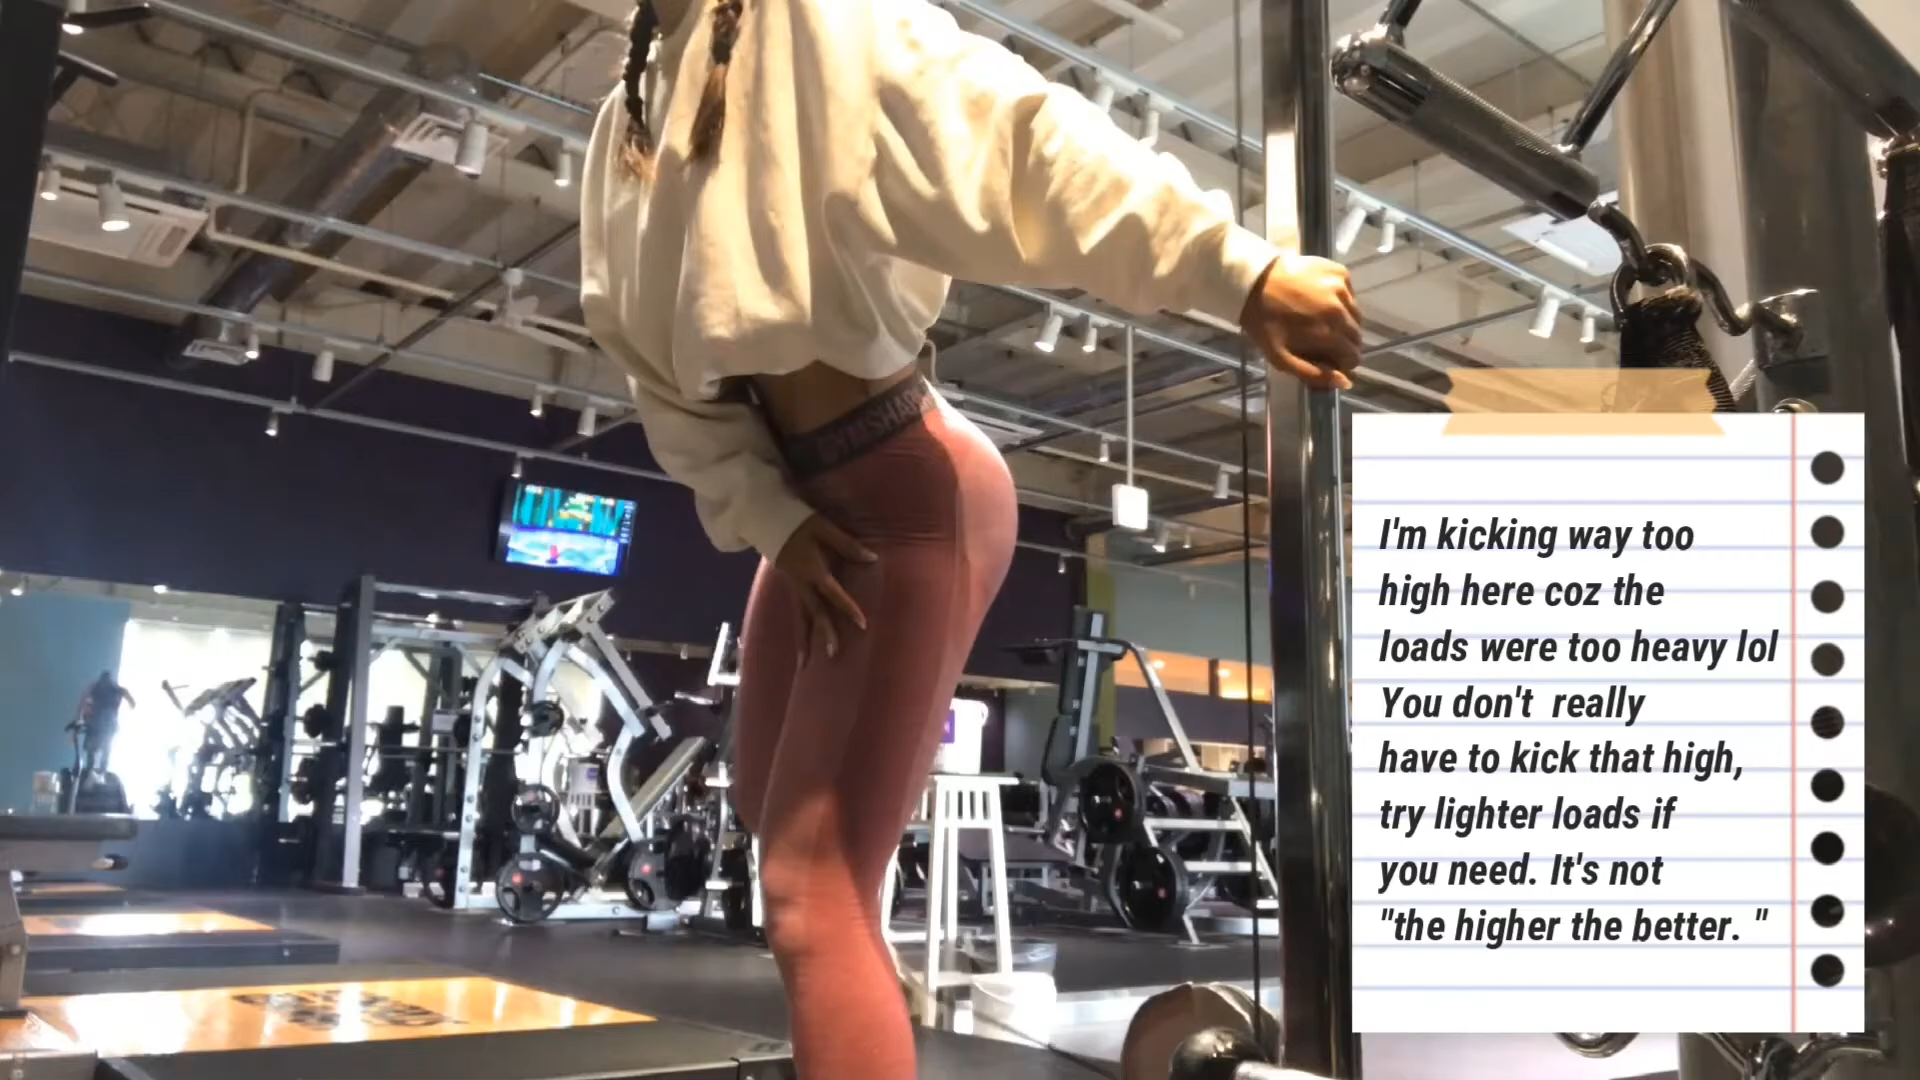 GYMSHARK
I'm kicking way too
high here coz the
loads were too heavy lol
You don't really
have to kick that high,
try lighter loads if
you need. It's not
"the higher the better. "